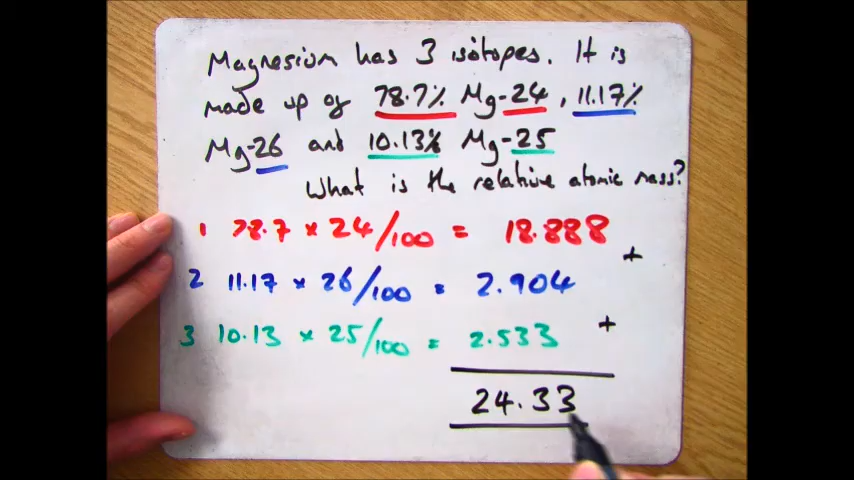 Magnesium has 3 isotopes. It is
made up of 78.7% Mg-24, 11.17%
Mg-26 and 10.13% Mg-25
What is the relative atomic mass?
1 78.7 × 24/100 = 18.888 +
2 11.17 × 26/100 = 2.904
3 10.13 × 25/100 = 2.533 +
24.33